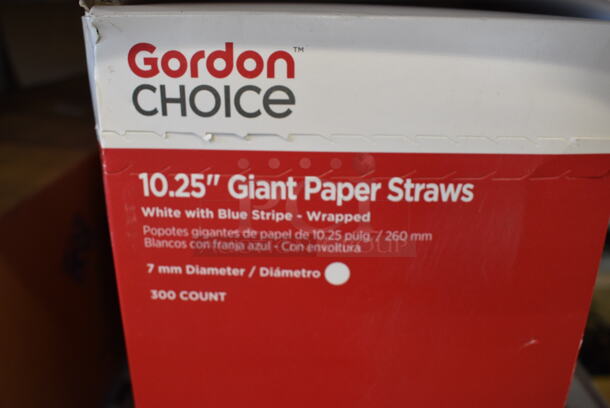 Gordon™
CHOICe
10.25" Giant Paper Straws
White with Blue Stripe - Wrapped
Popotes gigantes de papel de 10.25 pulg. / 260 mm
Blancos con franja azul - Con envoltura
7 mm Diameter / Diámetro
300 COUNT